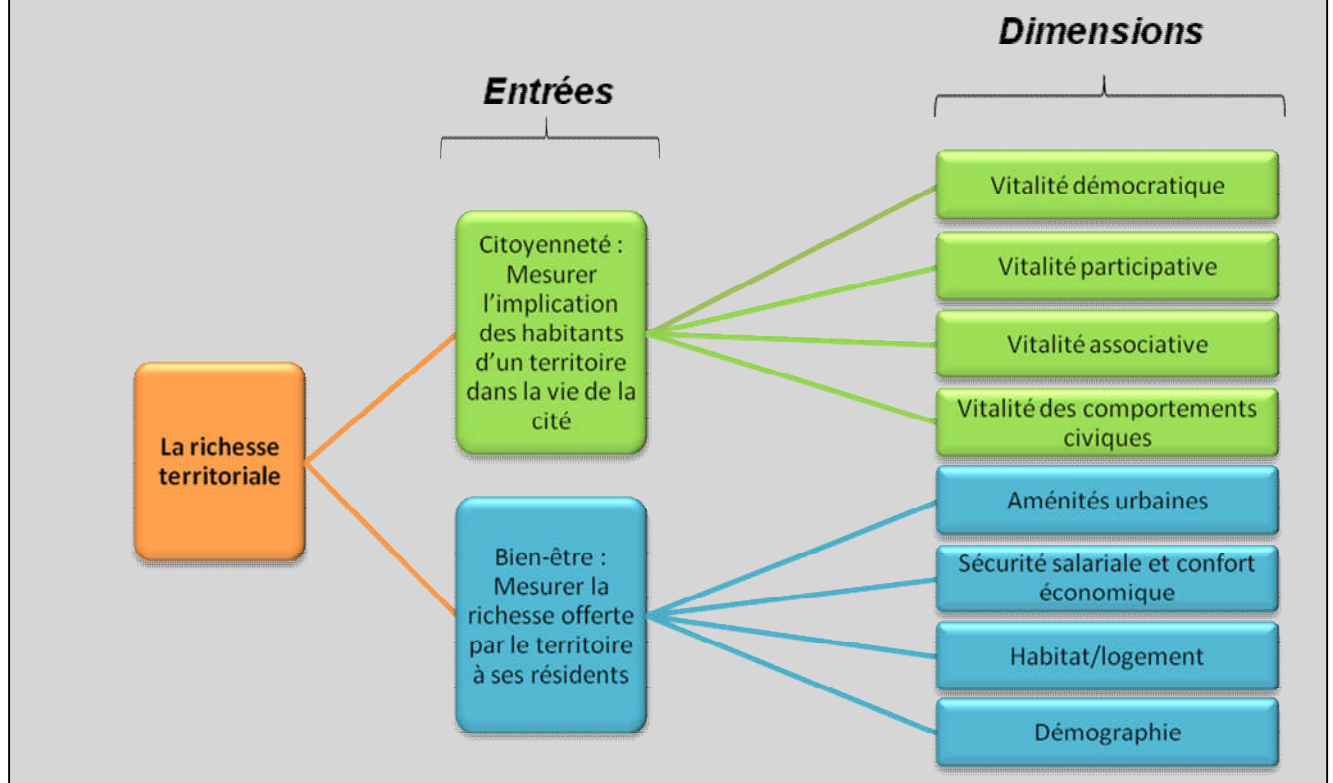 Dimensions
Entrées
La richesse
territoriale
Citoyenneté :
Mesurer
l'implication
des habitants
d'un territoire
dans la vie de la
cité
Bien-être :
Mesurer la
richesse offerte
par le territoire
à ses résidents
Vitalité démocratique
Vitalité participative
Vitalité associative
Vitalité des comportements
civiques
Aménités urbaines
Sécurité salariale et confort
économique
Habitat/logement
Démographie